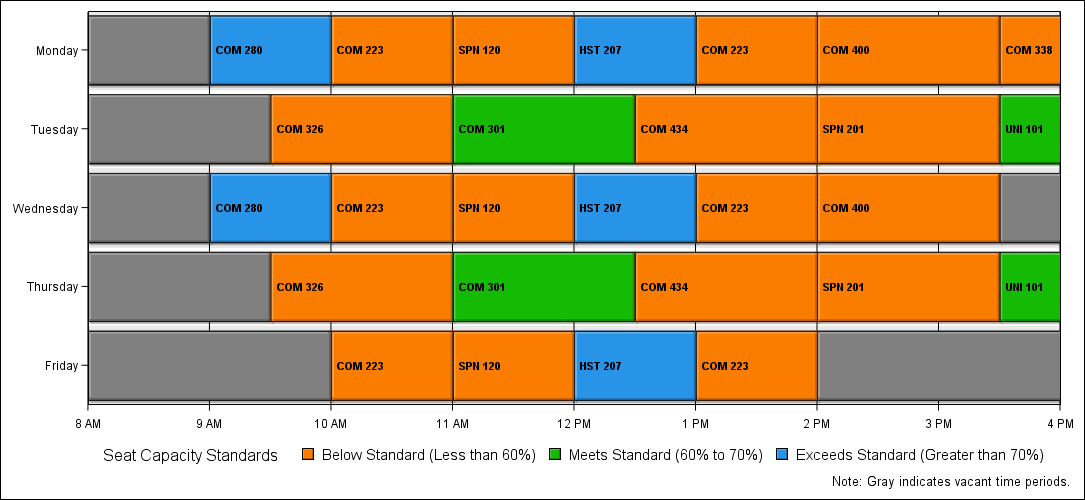 Monday COM 280 COM 223 SPN 120 HST 207 COM 223 COM 400 COM 338
Tuesday COM 326 COM 301 COM 434 SPN 201 UNI 101
Wednesday COM 280 COM 223 SPN 120 HST 207 COM 223 COM 400
Thursday COM 326 COM 301 COM 434 SPN 201 UNI 101
Friday COM 223 SPN 120 HST 207 COM 223
8 AM 9 AM 10 AM 11 AM 12 PM 1 PM 2 PM 3 PM 4 PM
Seat Capacity Standards Below Standard (Less than 60%) Meets Standard (60% to 70%) Exceeds Standard (Greater than 70%)
Note: Gray indicates vacant time periods.